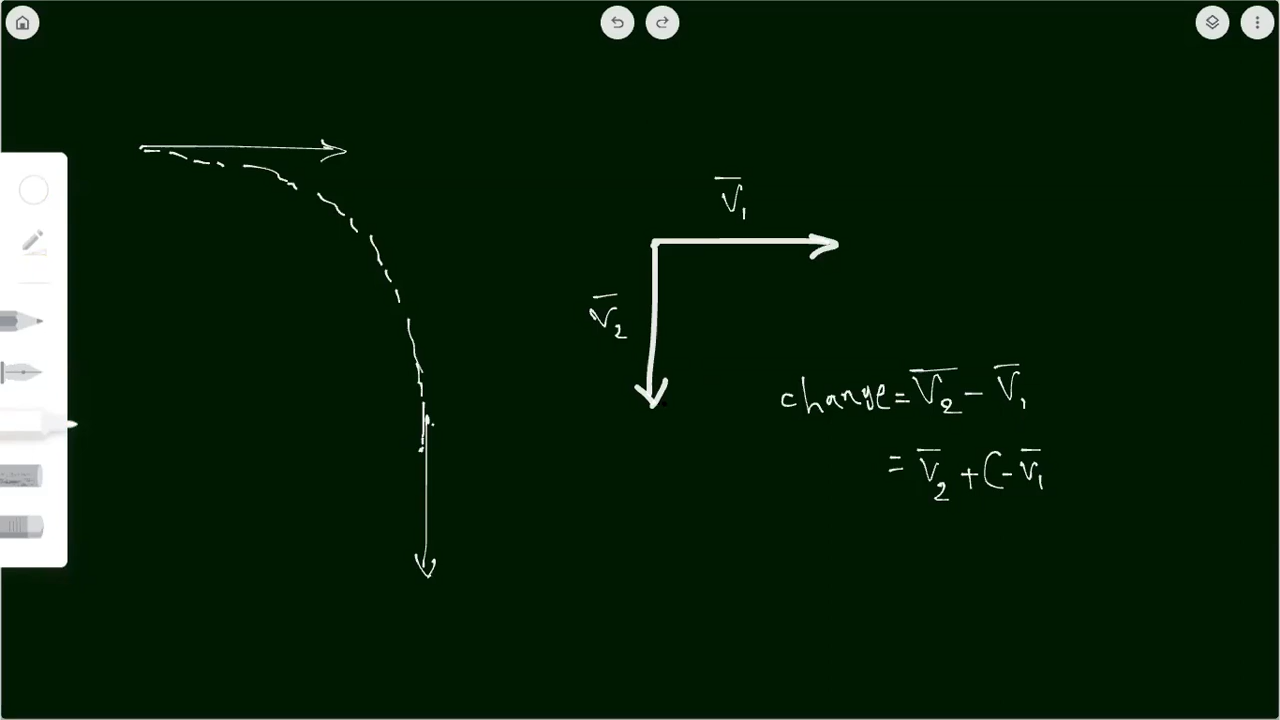 V̅₁
V̅₂
change = V̅₂ - V̅₁
= V̅₂ + (-V̅₁